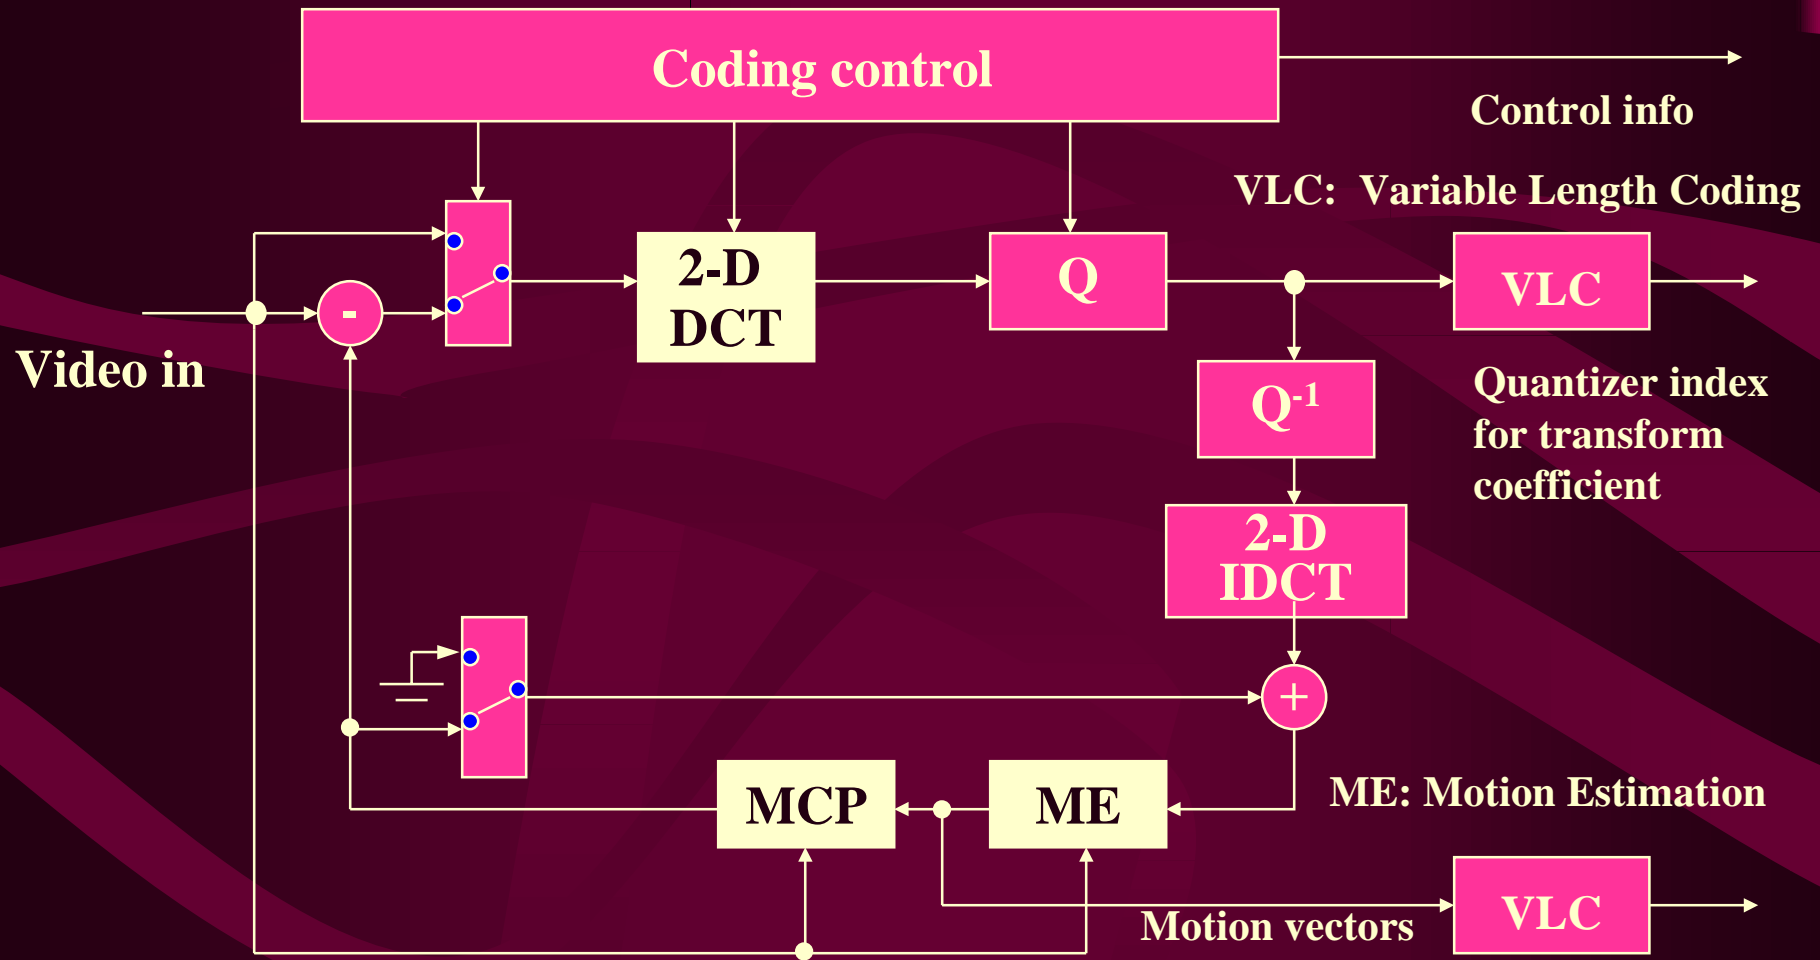 Coding control
Control info
VLC: Variable Length Coding
2-D
DCT
Q
VLC
-
Video in
Q-1
Quantizer index
for transform
coefficient
2-D
IDCT
+
MCP
ME
ME: Motion Estimation
VLC
Motion vectors